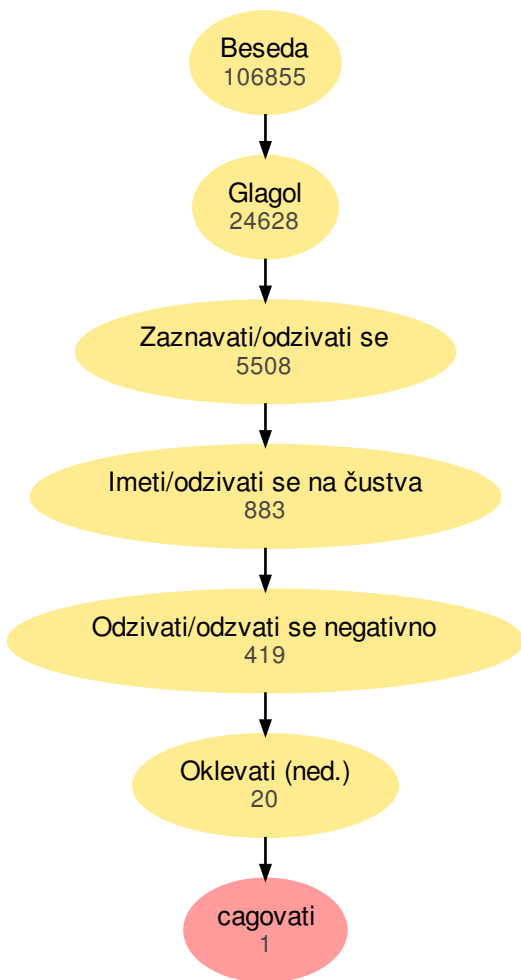 Beseda
106855
Glagol
24628
Zaznavati/odzivati se
5508
Imeti/odzivati se na čustva
883
Odzivati/odzvati se negativno
419
Oklevati (ned.)
20
cagovati
1